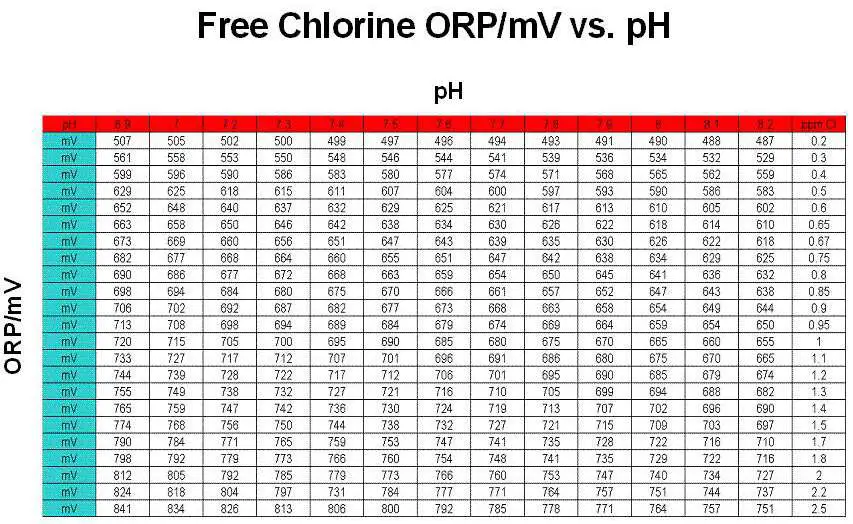 Free Chlorine ORP/mV vs. pH
pH
ORP/mV
pH 6.9 7 7.2 7.3 7.4 7.5 7.6 7.7 7.8 7.9 8 8.1 8.2 ppm Cl
mV 507 505 502 500 499 497 496 494 493 491 490 488 487 0.2
mV 561 558 553 550 548 546 544 541 539 536 534 532 529 0.3
mV 599 596 590 586 583 580 577 574 571 568 565 562 559 0.4
mV 629 625 618 615 611 607 604 600 597 593 590 586 583 0.5
mV 652 648 640 637 632 629 625 621 617 613 610 605 602 0.6
mV 663 658 650 646 642 638 634 630 626 622 618 614 610 0.65
mV 673 669 660 656 651 647 643 639 635 630 626 622 618 0.67
mV 682 677 668 664 660 655 651 647 642 638 634 629 625 0.75
mV 690 686 677 672 668 663 659 654 650 645 641 636 632 0.8
mV 698 694 684 680 675 670 666 661 657 652 647 643 638 0.85
mV 706 702 692 687 682 677 673 668 663 658 654 649 644 0.9
mV 713 708 698 694 689 684 679 674 669 664 659 654 650 0.95
mV 720 715 705 700 695 690 685 680 675 670 665 660 655 1
mV 733 727 717 712 707 701 696 691 686 680 675 670 665 1.1
mV 744 739 728 722 717 712 706 701 695 690 685 679 674 1.2
mV 755 749 738 732 727 721 716 710 705 699 694 688 682 1.3
mV 765 759 747 742 736 730 724 719 713 707 702 696 690 1.4
mV 774 768 756 750 744 738 732 727 721 715 709 703 697 1.5
mV 790 784 771 765 759 753 747 741 735 728 722 716 710 1.7
mV 798 792 779 773 766 760 754 748 741 735 729 722 716 1.8
mV 812 805 792 785 779 773 766 760 753 747 740 734 727 2
mV 824 818 804 797 731 784 777 771 764 757 751 744 737 2.2
mV 841 834 826 813 806 800 792 785 778 771 764 757 751 2.5